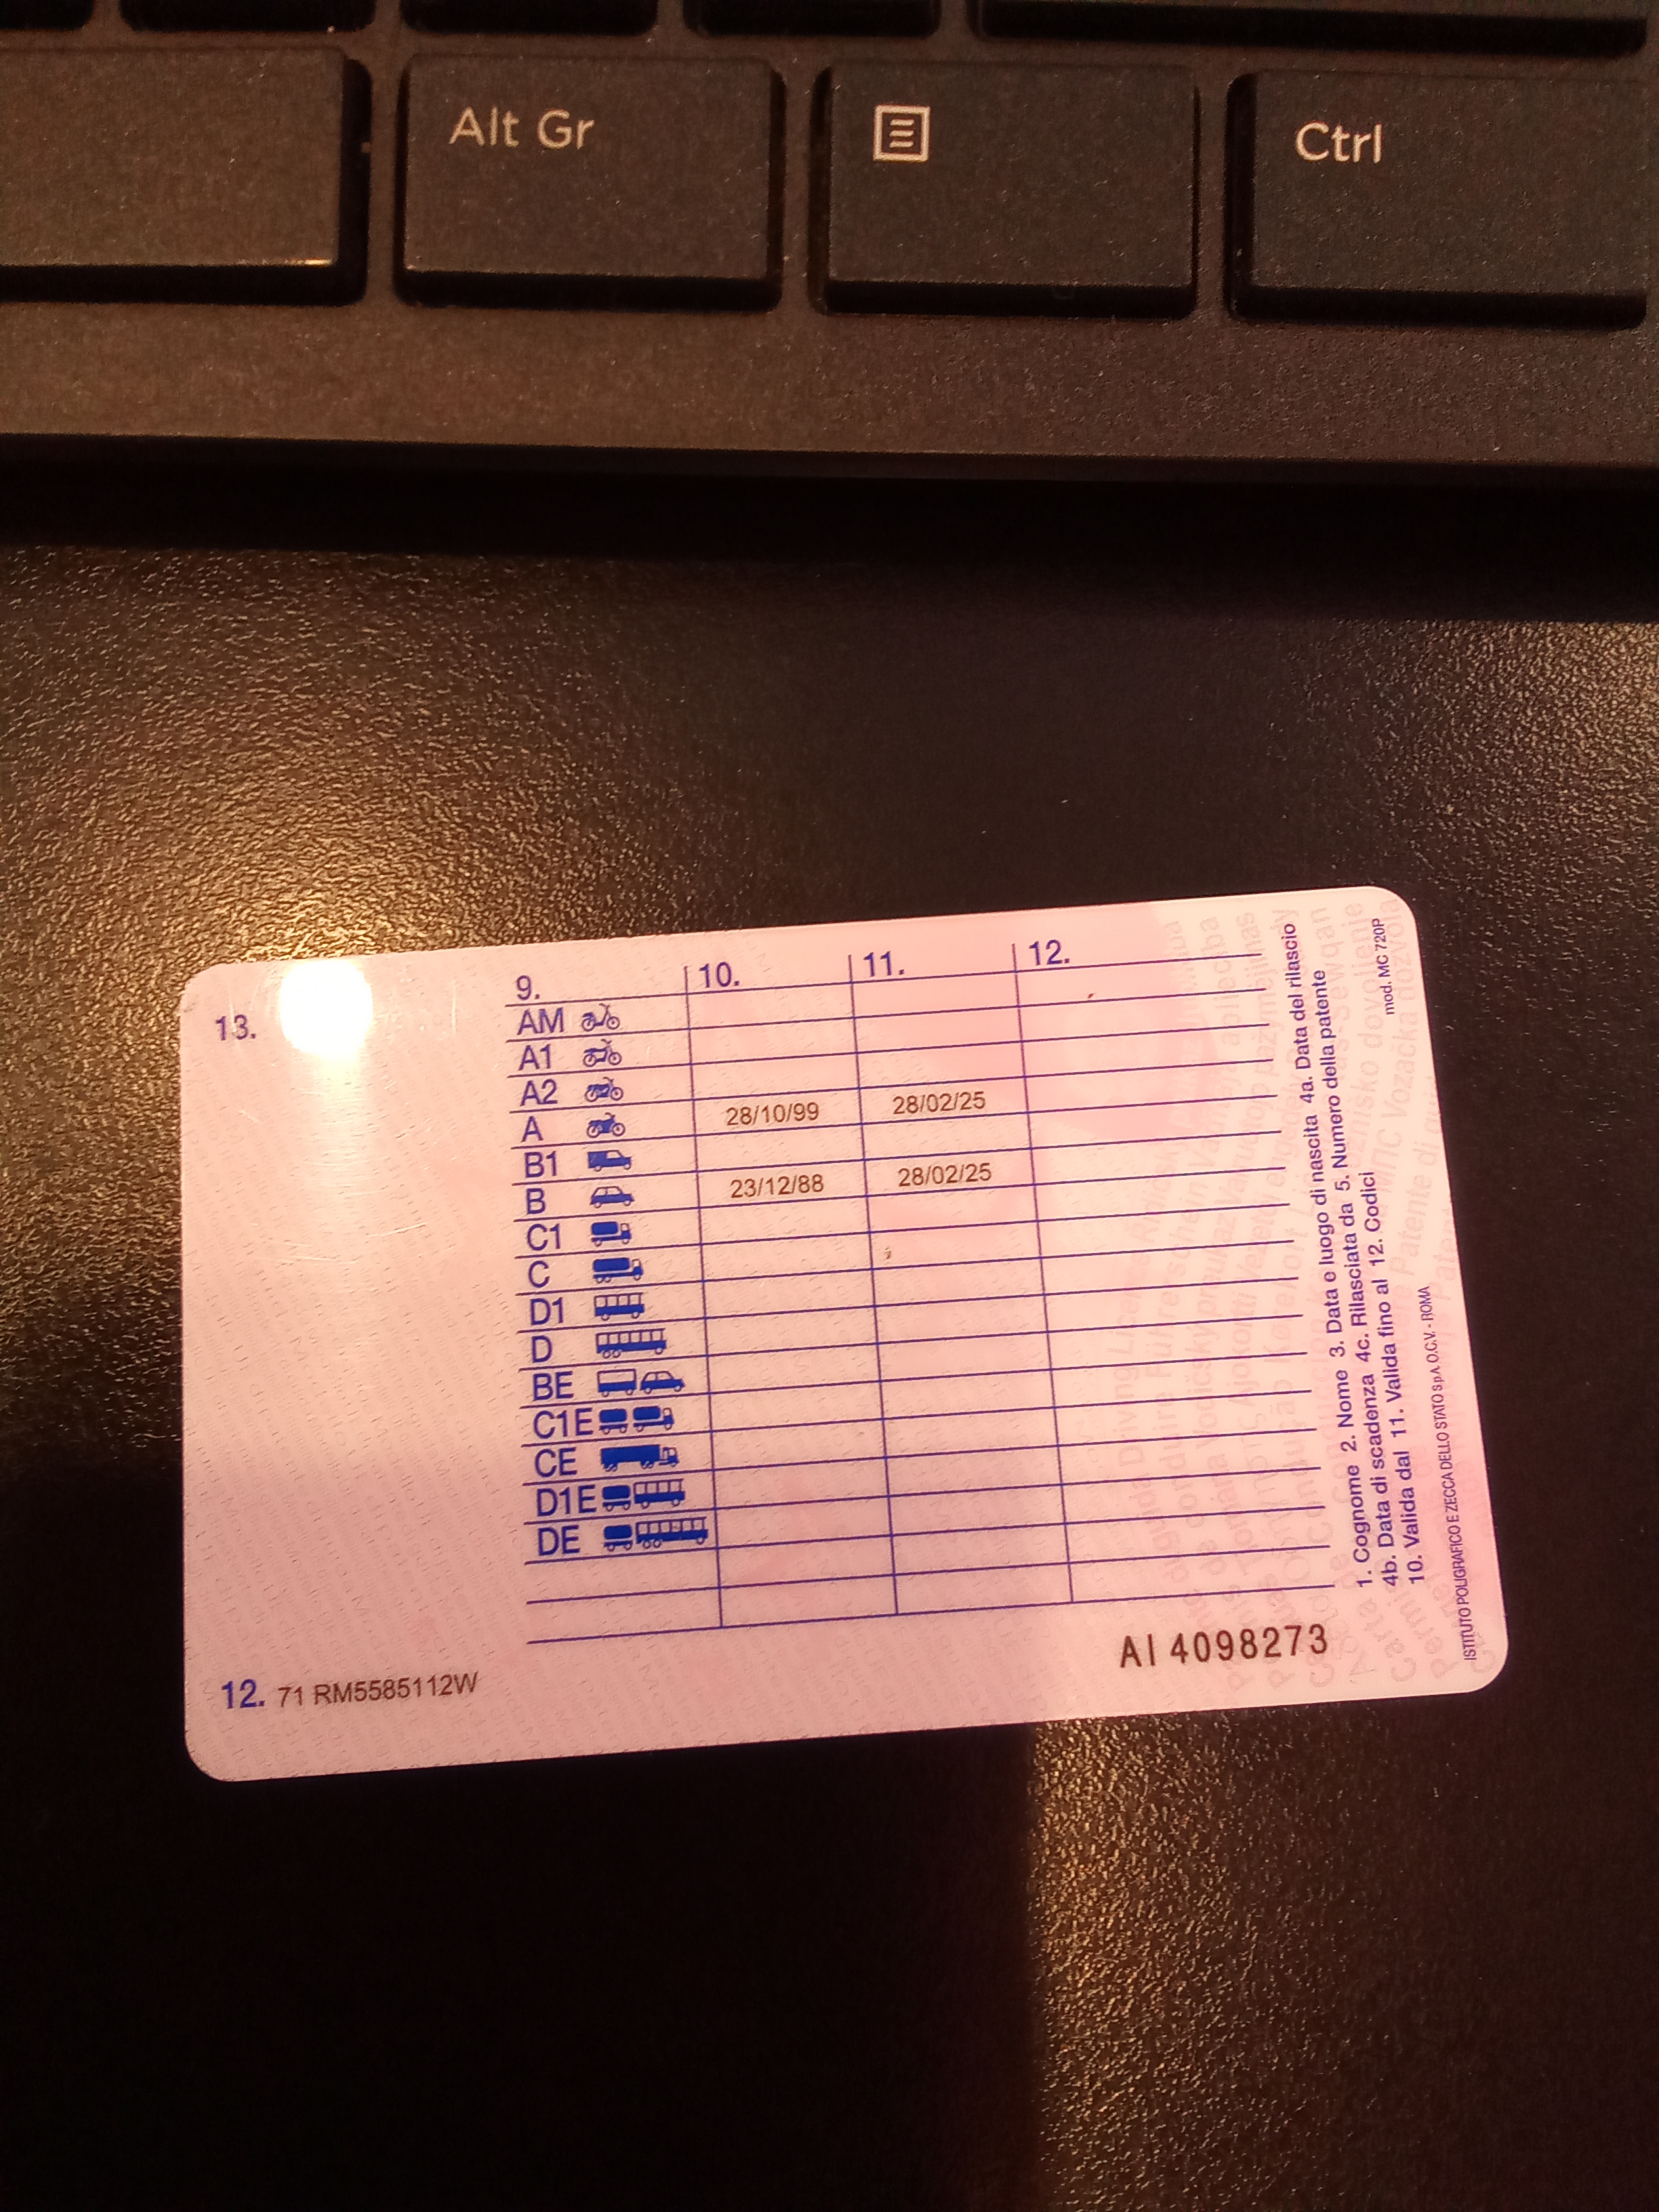 Alt Gr
Ctrl
13.
9. 10. 11. 12.
AM
A1
A2
A 28/10/99 28/02/25
B1
B 23/12/88 28/02/25
C1
C
D1
D
BE
C1E
CE
D1E
DE
AI 4098273
12. 71 RM5585112W
1. Cognome 2. Nome 3. Data e luogo di nascita 4a. Data del rilascio
4b. Data di scadenza 4c. Rilasciata da 5. Numero della patente
10. Valida dal 11. Valida fino al 12. Codici
mod. MC 720P
ISTITUTO POLIGRAFICO E ZECCA DELLO STATO S.p.A. O.C.V. - ROMA